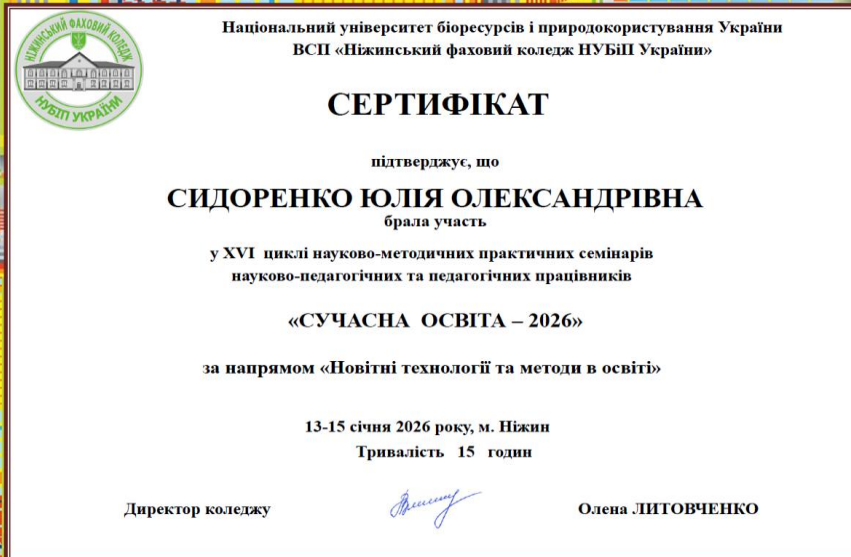 Національний університет біоресурсів і природокористування України
ВСП «Ніжинський фаховий коледж НУБіП України»
НІЖИНСЬКИЙ ФАХОВИЙ КОЛЕДЖ
НУБІП УКРАЇНИ
СЕРТИФІКАТ
підтверджує, що
СИДОРЕНКО ЮЛІЯ ОЛЕКСАНДРІВНА
брала участь
у XVI циклі науково-методичних практичних семінарів
науково-педагогічних та педагогічних працівників
«СУЧАСНА ОСВІТА – 2026»
за напрямом «Новітні технології та методи в освіті»
13-15 січня 2026 року, м. Ніжин
Тривалість 15 годин
Директор коледжу
Олена ЛИТОВЧЕНКО